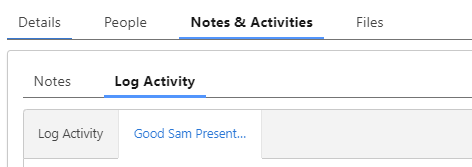 Details People Notes & Activities Files
Notes Log Activity
Log Activity Good Sam Present...